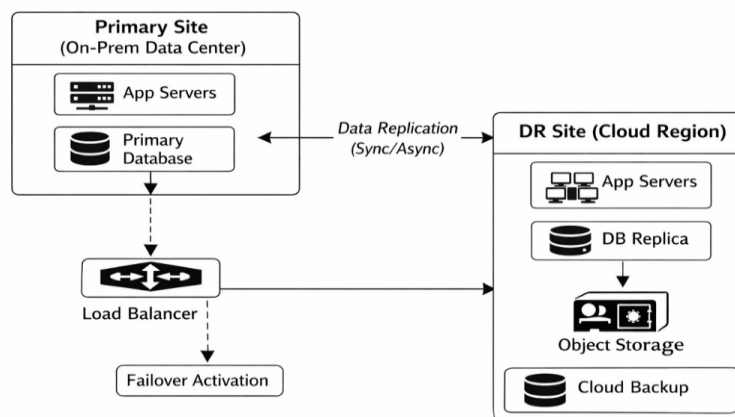 Primary Site
(On-Prem Data Center)
App Servers
Primary
Database
Data Replication
(Sync/Async)
DR Site (Cloud Region)
App Servers
DB Replica
Object Storage
Cloud Backup
Load Balancer
Failover Activation